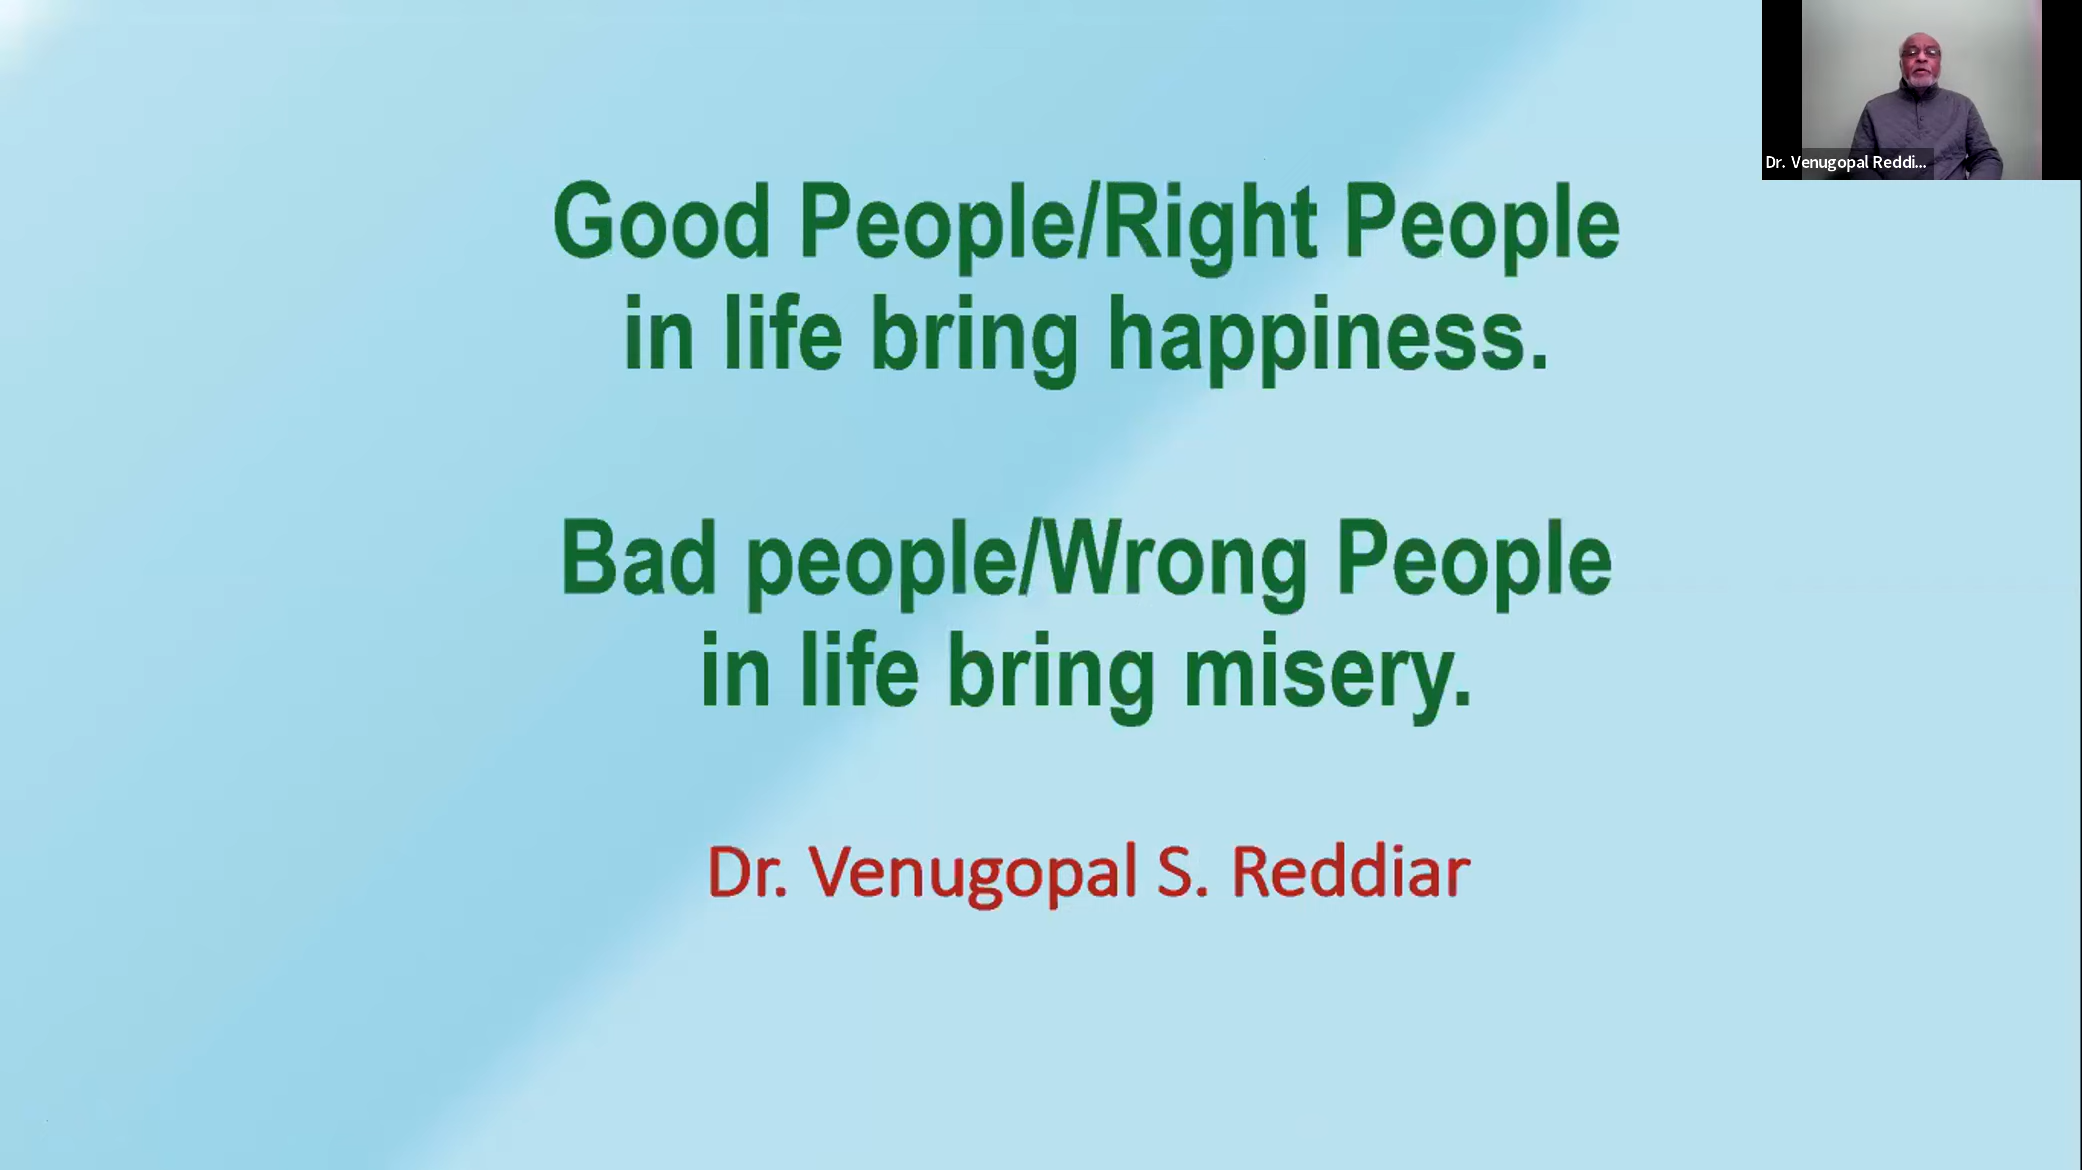 Good People/Right People
in life bring happiness.
Bad people/Wrong People
in life bring misery.
Dr. Venugopal S. Reddiar
Dr. Venugopal Reddi...